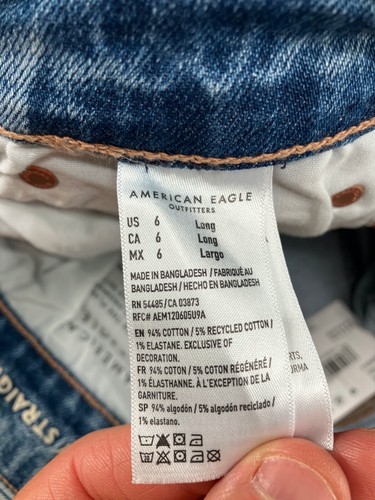 AMERICAN EAGLE
OUTFITTERS
US 6 Long
CA 6 Long
MX 6 Largo
MADE IN BANGLADESH / FABRIQUÉ AU
BANGLADESH / HECHO EN BANGLADESH
RN 54485/CA 03873
RFC# AEM120605U9A
EN 94% COTTON / 5% RECYCLED COTTON /
1% ELASTANE. EXCLUSIVE OF
DECORATION.
FR 94% COTON / 5% COTON RÉGÉNÉRÉ /
1% ÉLASTHANNE. À L'EXCEPTION DE LA
GARNITURE.
SP 94% algodón / 5% algodón reciclado /
1% elastano.
STRAIGH